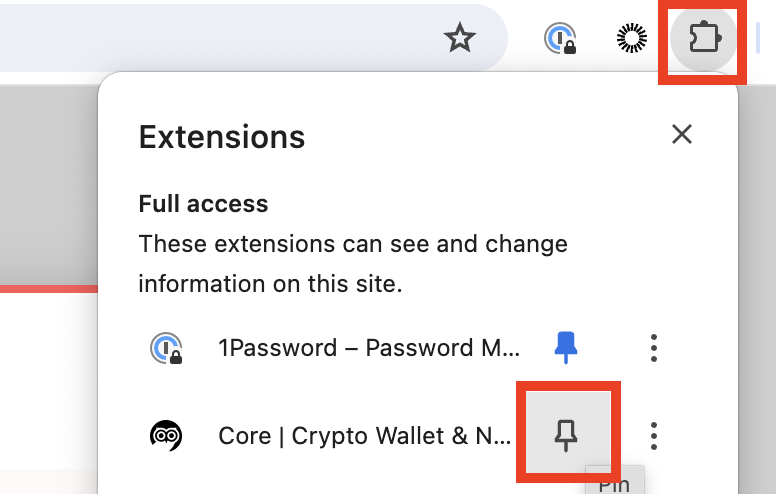 Extensions
Full access
These extensions can see and change
information on this site.
1Password – Password M...
Core | Crypto Wallet & N...
Pin